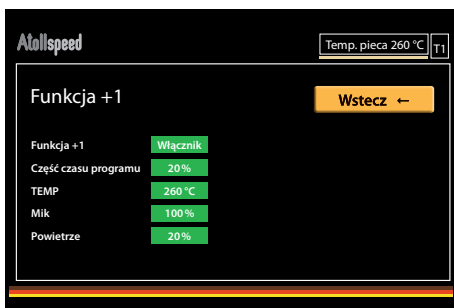 Atollspeed
Temp. pieca 260 °C T1
Funkcja +1
Wstecz ←
Funkcja +1 Włącznik
Część czasu programu 20%
TEMP 260 °C
Mik 100%
Powietrze 20%